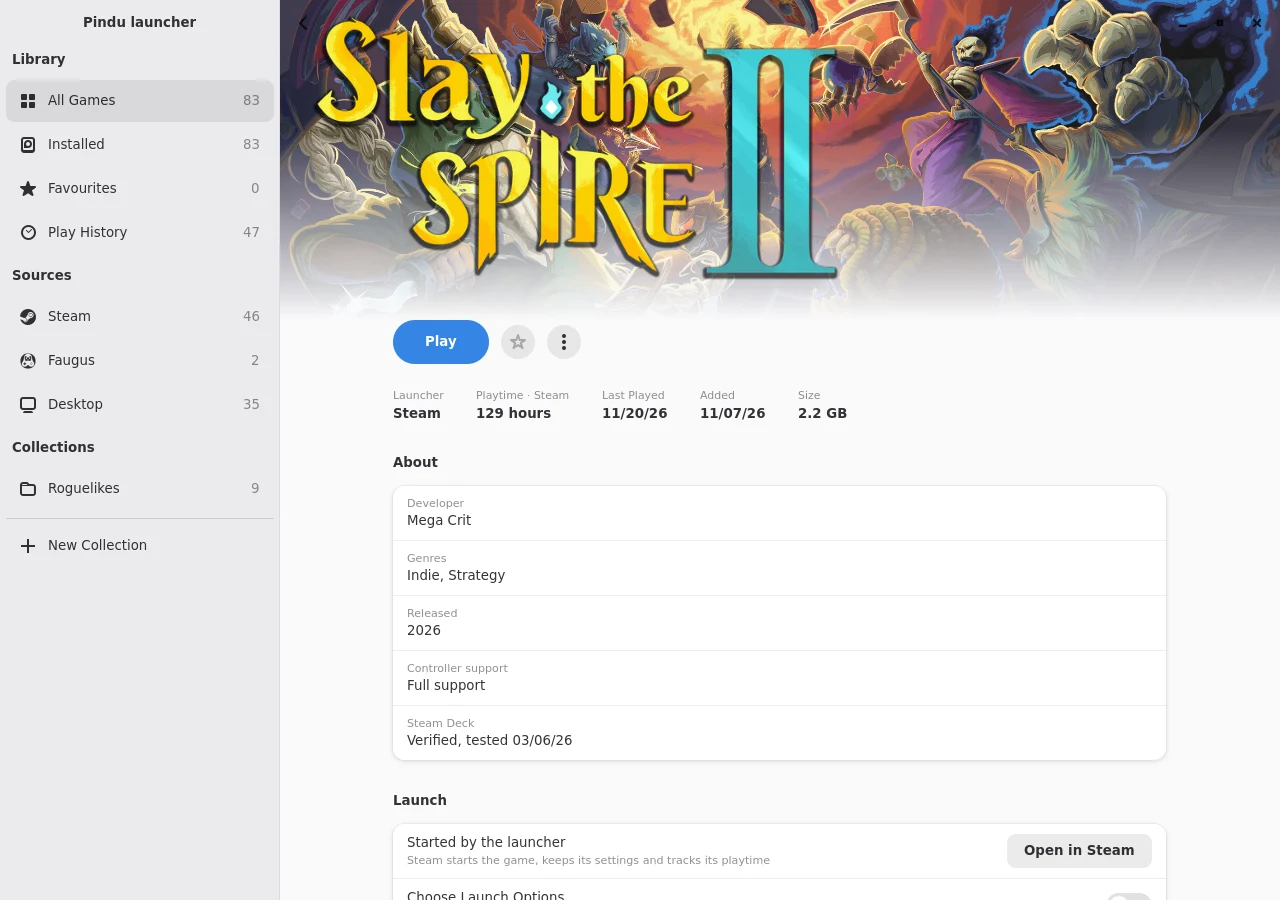 Pindu launcher
Library
All Games 83
Installed 83
Favourites 0
Play History 47
Sources
Steam 46
Faugus 2
Desktop 35
Collections
Roguelikes 9
New Collection
Slay the
SPIRE II
Play
Launcher
Steam
Playtime · Steam
129 hours
Last Played
11/20/26
Added
11/07/26
Size
2.2 GB
About
Developer
Mega Crit
Genres
Indie, Strategy
Released
2026
Controller support
Full support
Steam Deck
Verified, tested 03/06/26
Launch
Started by the launcher
Steam starts the game, keeps its settings and tracks its playtime
Open in Steam
Choose Launch Options